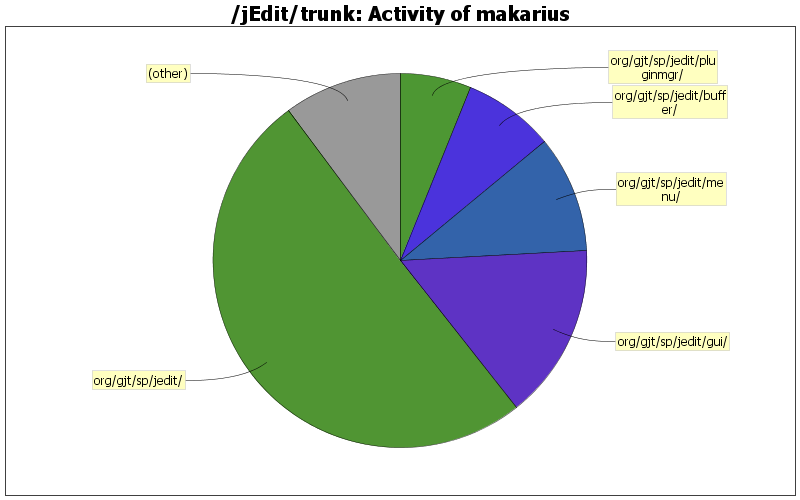 /jEdit/trunk: Activity of makarius
(other)
org/gjt/sp/jedit/plu
ginmgr/
org/gjt/sp/jedit/buff
er/
org/gjt/sp/jedit/me
nu/
org/gjt/sp/jedit/gui/
org/gjt/sp/jedit/